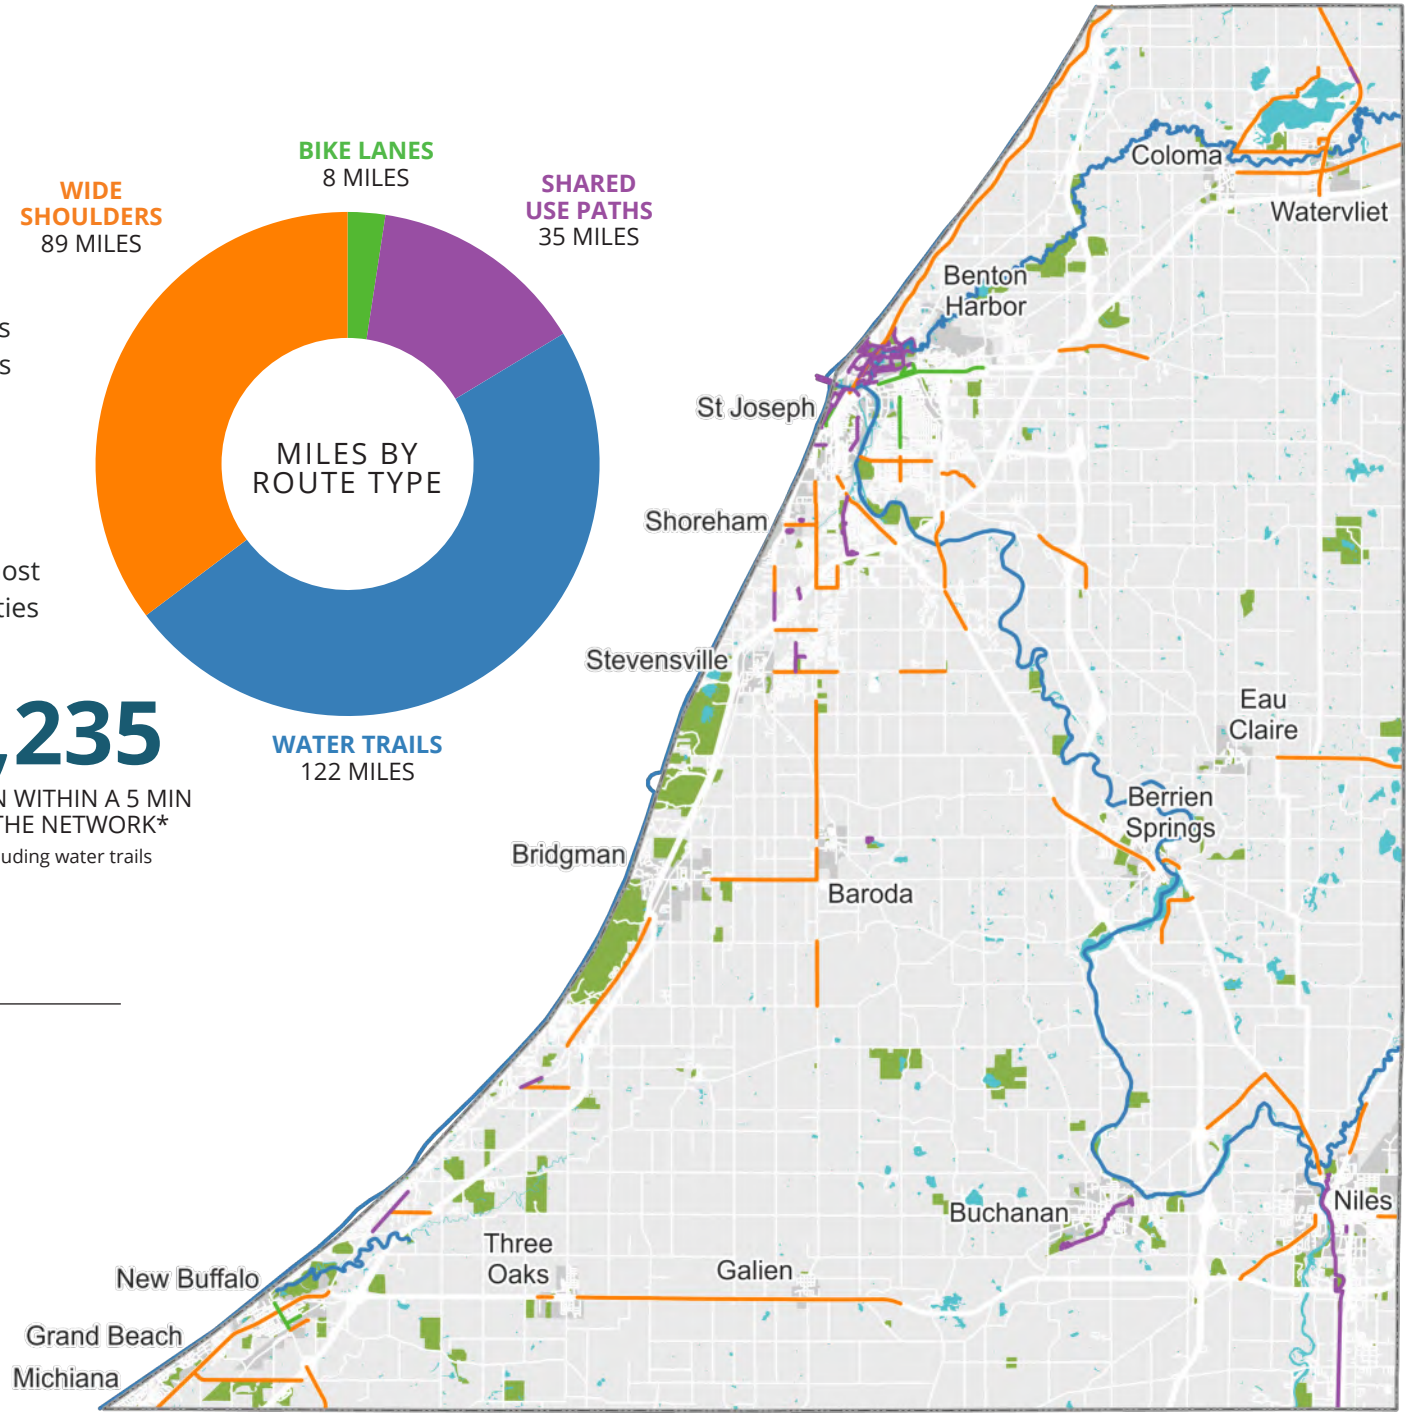 BIKE LANES
8 MILES
WIDE
SHOULDERS
89 MILES
SHARED
USE PATHS
35 MILES
MILES BY
ROUTE TYPE
WATER TRAILS
122 MILES
s
s
ost
ties
,235
N WITHIN A 5 MIN
THE NETWORK*
uding water trails
Coloma
Watervliet
Benton
Harbor
St Joseph
Shoreham
Stevensville
Eau
Claire
Berrien
Springs
Bridgman
Baroda
Buchanan
Niles
Three
Oaks
Galien
New Buffalo
Grand Beach
Michiana